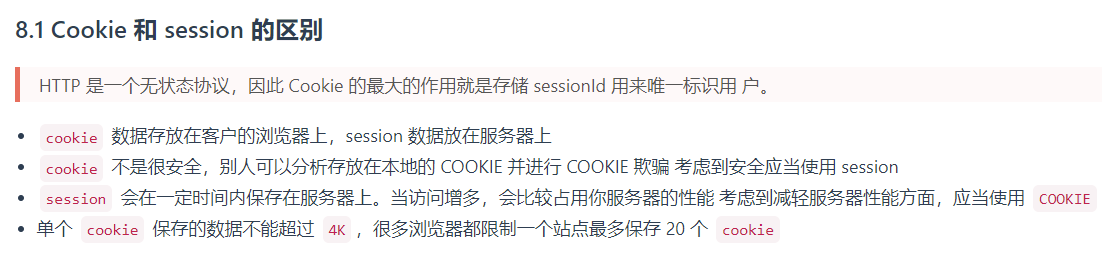 8.1 Cookie 和 session 的区别
HTTP 是一个无状态协议，因此 Cookie 的最大的作用就是存储 sessionId 用来唯一标识用 户。
cookie 数据存放在客户的浏览器上，session 数据放在服务器上
cookie 不是很安全，别人可以分析存放在本地的 COOKIE 并进行 COOKIE 欺骗 考虑到安全应当使用 session
session 会在一定时间内保存在服务器上。当访问增多，会比较占用你服务器的性能 考虑到减轻服务器性能方面，应当使用 COOKIE
单个 cookie 保存的数据不能超过 4K ，很多浏览器都限制一个站点最多保存 20 个 cookie